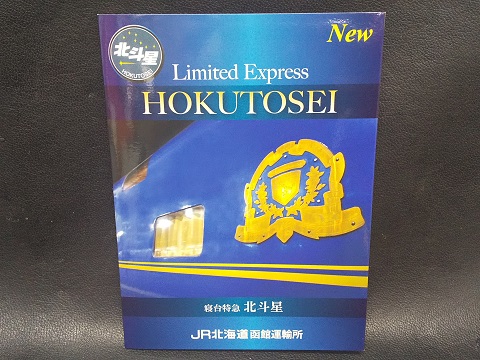 New
北斗星
HOKUTOSEI
Limited Express
HOKUTOSEI
寝台特急 北斗星
JR北海道 函館運輸所